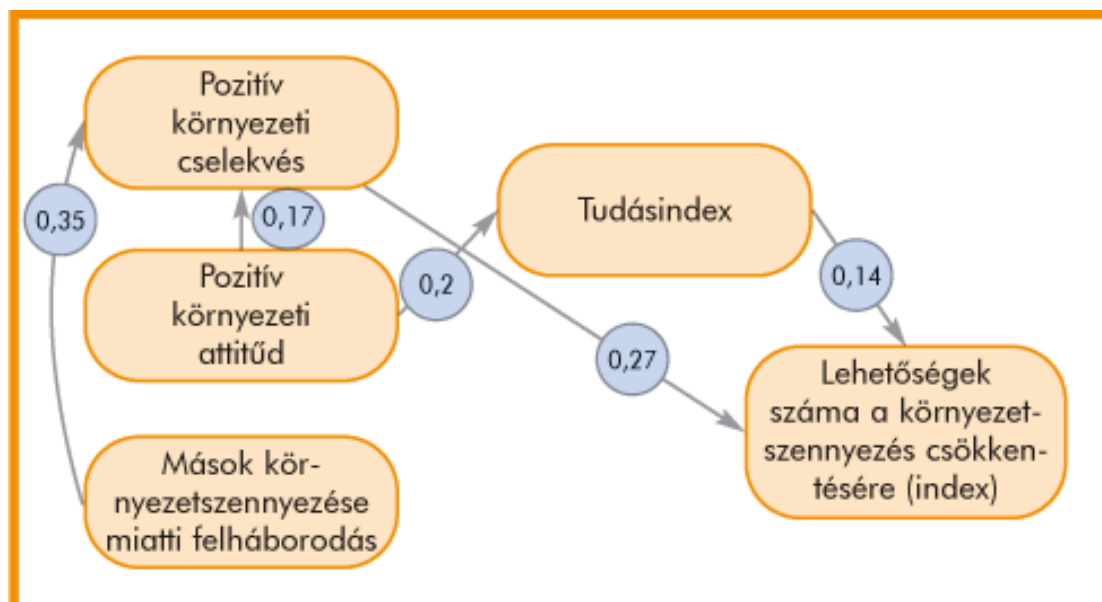 Pozitív
környezeti
cselekvés
0,35
0,17
Pozitív
környezeti
attitűd
0,2
Tudásindex
0,14
0,27
Lehetőségek
száma a környezet-
szennyezés csökken-
tésére (index)
Mások kör-
nyezetszennyezése
miatti felháborodás